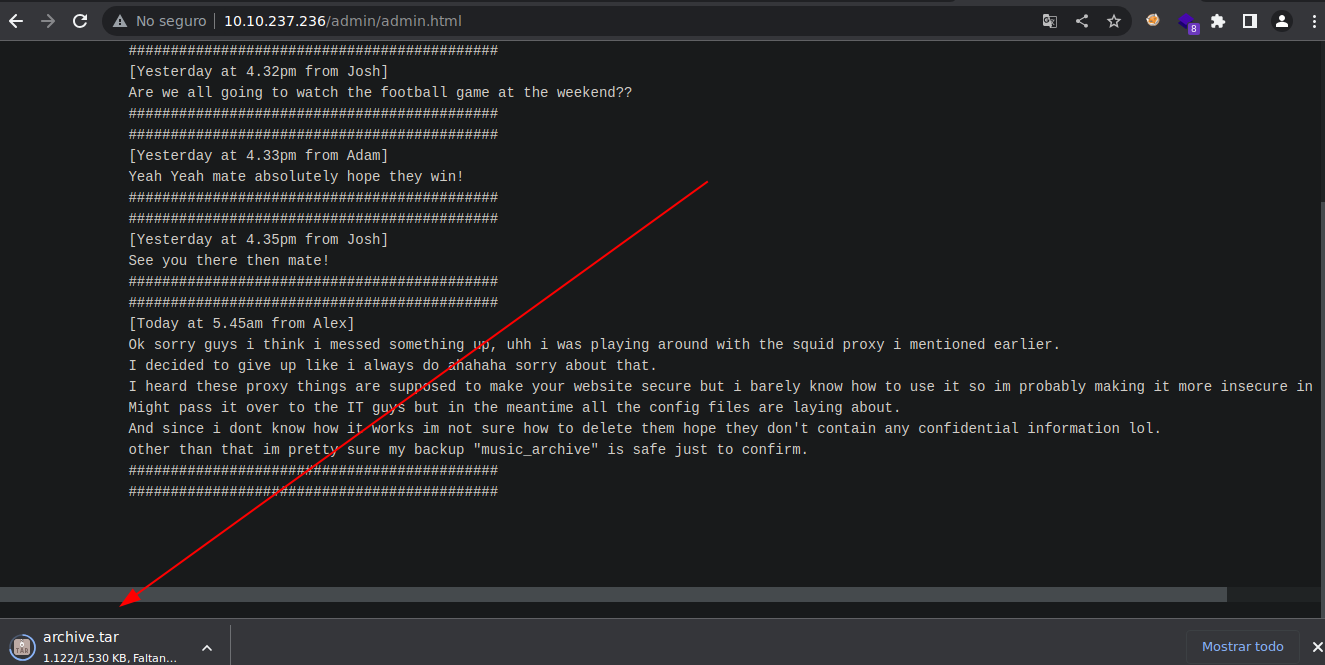 No seguro
10.10.237.236/admin/admin.html
8
############################################
[Yesterday at 4.32pm from Josh]
Are we all going to watch the football game at the weekend??
############################################
############################################
[Yesterday at 4.33pm from Adam]
Yeah Yeah mate absolutely hope they win!
############################################
############################################
[Yesterday at 4.35pm from Josh]
See you there then mate!
############################################
############################################
[Today at 5.45am from Alex]
Ok sorry guys i think i messed something up, uhh i was playing around with the squid proxy i mentioned earlier.
I decided to give up like i always do ahahaha sorry about that.
I heard these proxy things are supposed to make your website secure but i barely know how to use it so im probably making it more insecure in
Might pass it over to the IT guys but in the meantime all the config files are laying about.
And since i dont know how it works im not sure how to delete them hope they don't contain any confidential information lol.
other than that im pretty sure my backup "music_archive" is safe just to confirm.
############################################
############################################
archive.tar
1.122/1.530 KB, Faltan...
Mostrar todo